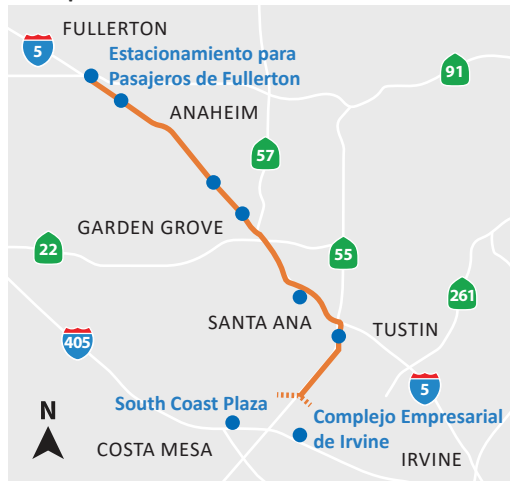 FULLERTON
5
Estacionamiento para
Pasajeros de Fullerton
91
ANAHEIM
57
GARDEN GROVE
22
55
261
SANTA ANA
TUSTIN
405
5
N
South Coast Plaza
Complejo Empresarial
de Irvine
COSTA MESA
IRVINE